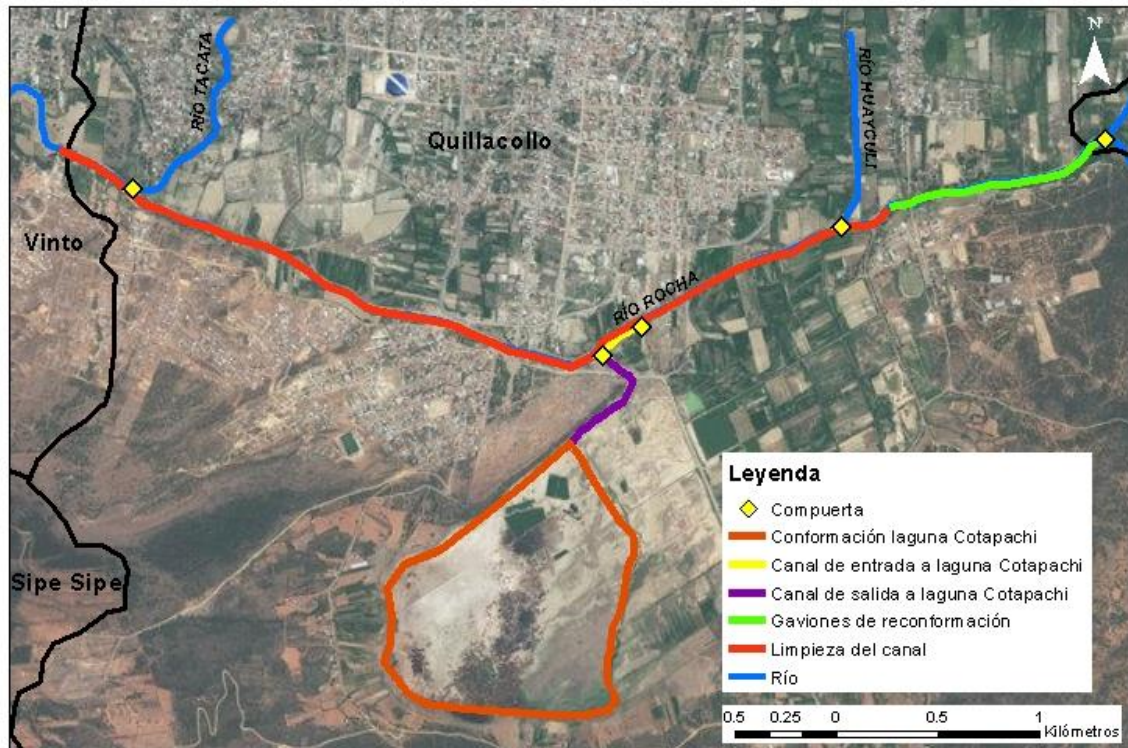 N
RÍO TACATA
Quillacollo
RÍO HUAYCULI
Vinto
RÍO ROCHA
Sipe Sipe
Leyenda
Compuerta
Conformación laguna Cotapachi
Canal de entrada a laguna Cotapachi
Canal de salida a laguna Cotapachi
Gaviones de reconformación
Limpieza del canal
Río
0.5 0.25 0 0.5 1
Kilómetros